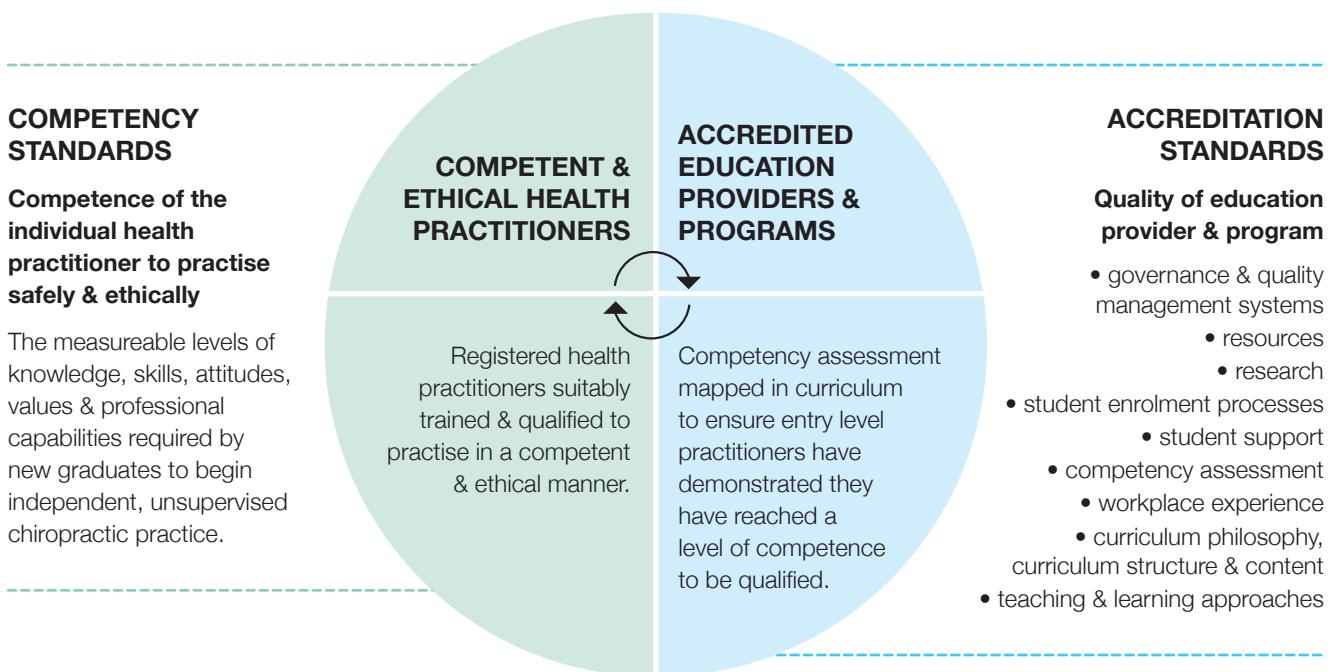 COMPETENCY
STANDARDS
Competence of the
individual health
practitioner to practise
safely & ethically
The measureable levels of
knowledge, skills, attitudes,
values & professional
capabilities required by
new graduates to begin
independent, unsupervised
chiropractic practice.
COMPETENT &
ETHICAL HEALTH
PRACTITIONERS
Registered health
practitioners suitably
trained & qualified to
practise in a competent
& ethical manner.
ACCREDITED
EDUCATION
PROVIDERS &
PROGRAMS
Competency assessment
mapped in curriculum
to ensure entry level
practitioners have
demonstrated they
have reached a
level of competence
to be qualified.
ACCREDITATION
STANDARDS
Quality of education
provider & program
• governance & quality
management systems
• resources
• research
• student enrolment processes
• student support
• competency assessment
• workplace experience
• curriculum philosophy,
curriculum structure & content
• teaching & learning approaches